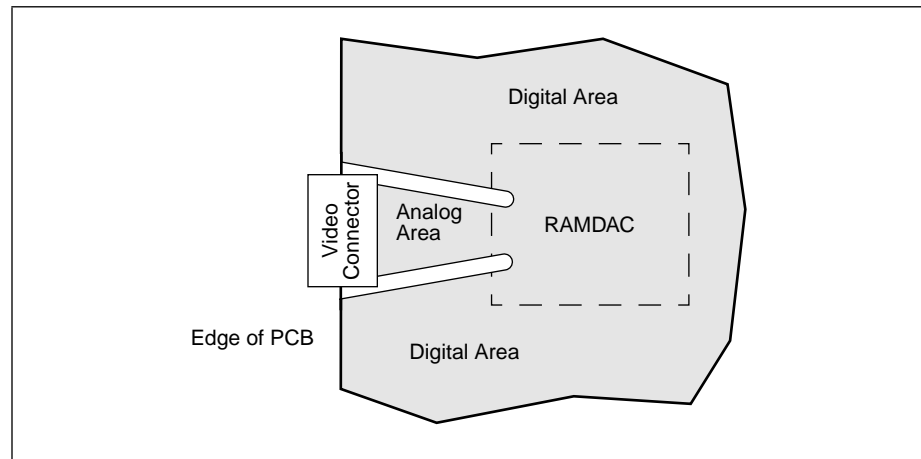 Digital Area
Video
Connector
Analog
Area
RAMDAC
Edge of PCB
Digital Area